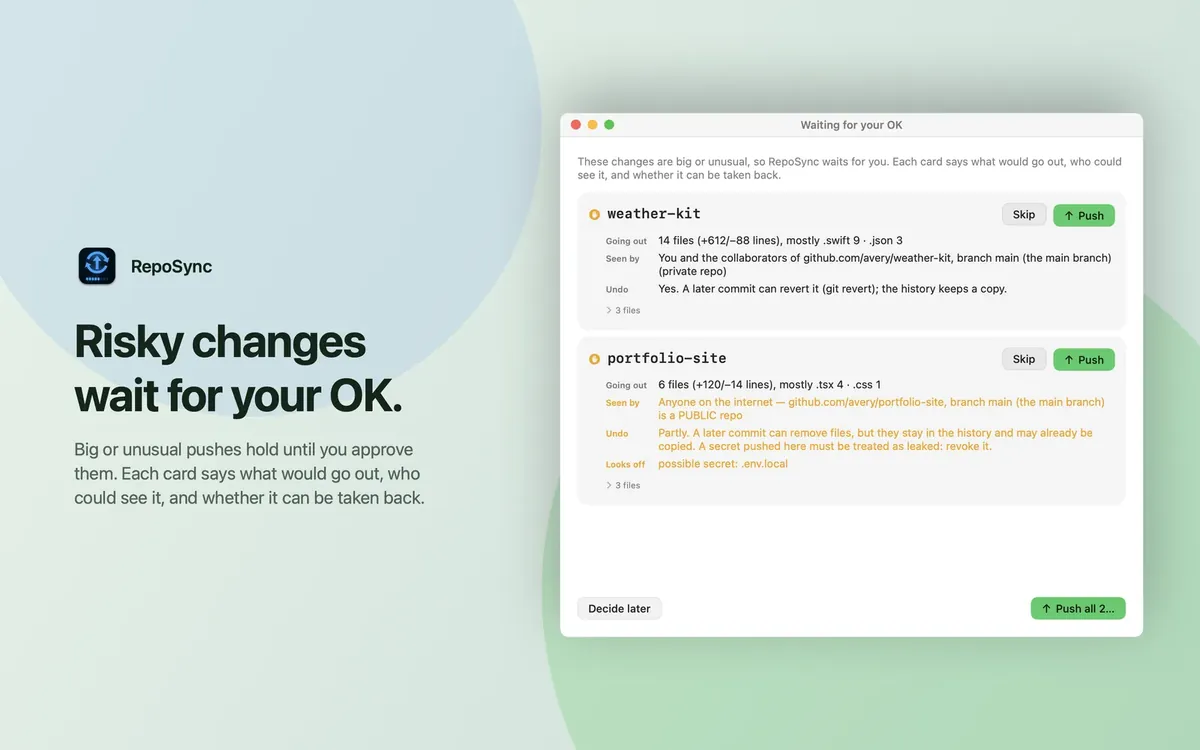 RepoSync
Risky changes
wait for your OK.
Big or unusual pushes hold until you approve
them. Each card says what would go out, who
could see it, and whether it can be taken back.
Waiting for your OK
These changes are big or unusual, so RepoSync waits for you. Each card says what would go out, who could
see it, and whether it can be taken back.
weather-kit
Skip
↑ Push
Going out 14 files (+612/−88 lines), mostly .swift 9 · .json 3
Seen by You and the collaborators of github.com/avery/weather-kit, branch main (the main branch)
(private repo)
Undo Yes. A later commit can revert it (git revert); the history keeps a copy.
> 3 files
portfolio-site
Skip
↑ Push
Going out 6 files (+120/−14 lines), mostly .tsx 4 · .css 1
Seen by Anyone on the internet — github.com/avery/portfolio-site, branch main (the main branch)
is a PUBLIC repo
Undo Partly. A later commit can remove files, but they stay in the history and may already be
copied. A secret pushed here must be treated as leaked: revoke it.
Looks off possible secret: .env.local
> 3 files
Decide later
↑ Push all 2...